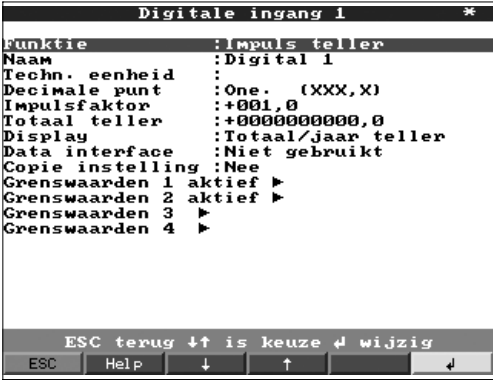 Digitale ingang 1 *
Funktie :Impuls teller
Naam :Digital 1
Techn. eenheid :
Decimale punt :One. (XXX,X)
Impulsfaktor :+001,0
Totaal teller :+0000000000,0
Display :Totaal/jaar teller
Data interface :Niet gebruikt
Copie instelling :Nee
Grenswaarden 1 aktief ►
Grenswaarden 2 aktief ►
Grenswaarden 3 ►
Grenswaarden 4 ►
ESC terug ↓↑ is keuze ↲ wijzig
ESC Help ↓ ↑ ↲